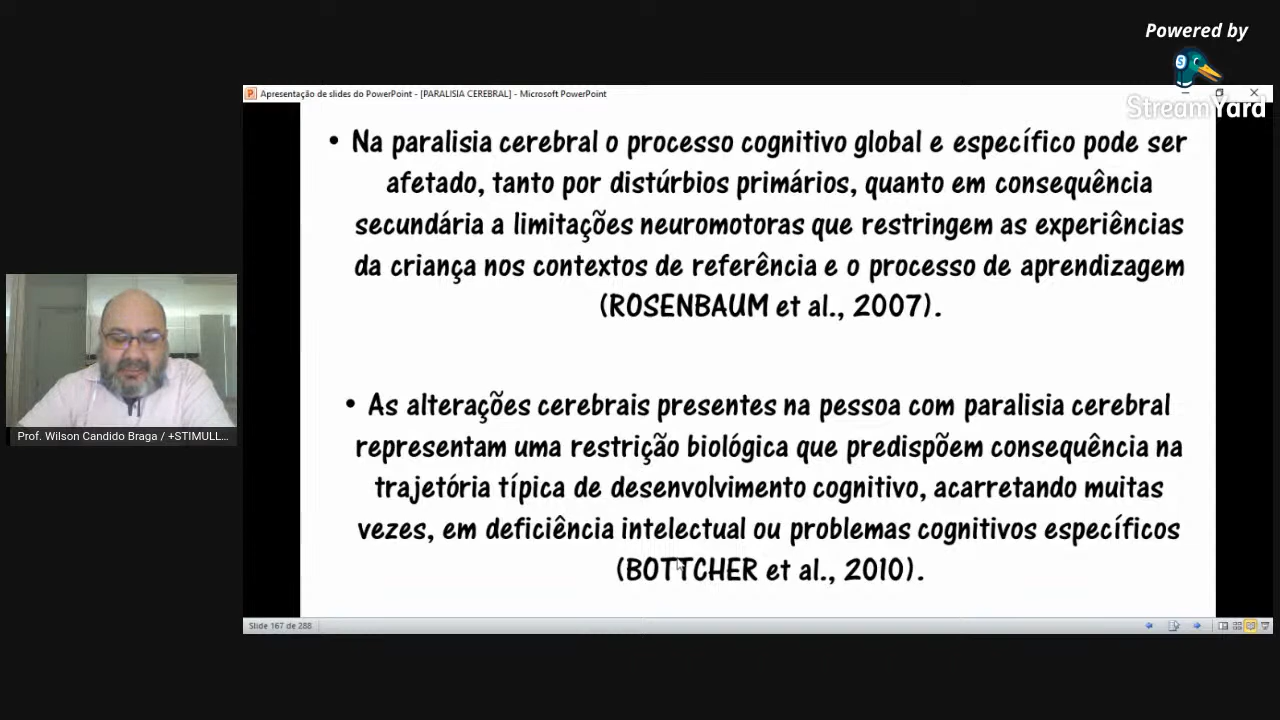 Powered by
StreamYard
Apresentação de slides do PowerPoint - [PARALISIA CEREBRAL] - Microsoft PowerPoint
• Na paralisia cerebral o processo cognitivo global e específico pode ser
afetado, tanto por distúrbios primários, quanto em consequência
secundária a limitações neuromotoras que restringem as experiências
da criança nos contextos de referência e o processo de aprendizagem
(ROSENBAUM et al., 2007).
• As alterações cerebrais presentes na pessoa com paralisia cerebral
representam uma restrição biológica que predispõem consequência na
trajetória típica de desenvolvimento cognitivo, acarretando muitas
vezes, em deficiência intelectual ou problemas cognitivos específicos
(BOTTCHER et al., 2010).
Prof. Wilson Candido Braga / +STIMULL...
Slide 167 de 288